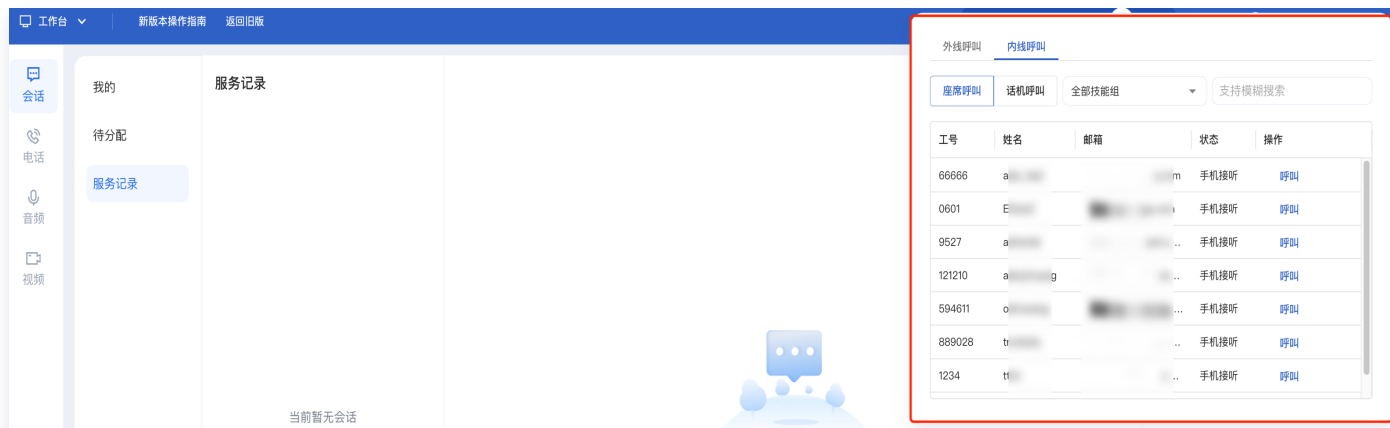 工作台 新版本操作指南 返回旧版
会话
电话
音频
视频
我的
待分配
服务记录
服务记录
当前暂无会话
外线呼叫 内线呼叫
座席呼叫 话机呼叫 全部技能组 支持模糊搜索
工号 姓名 邮箱 状态 操作
66666 手机接听 呼叫
0601 手机接听 呼叫
9527 手机接听 呼叫
121210 手机接听 呼叫
594611 手机接听 呼叫
889028 手机接听 呼叫
1234 手机接听 呼叫